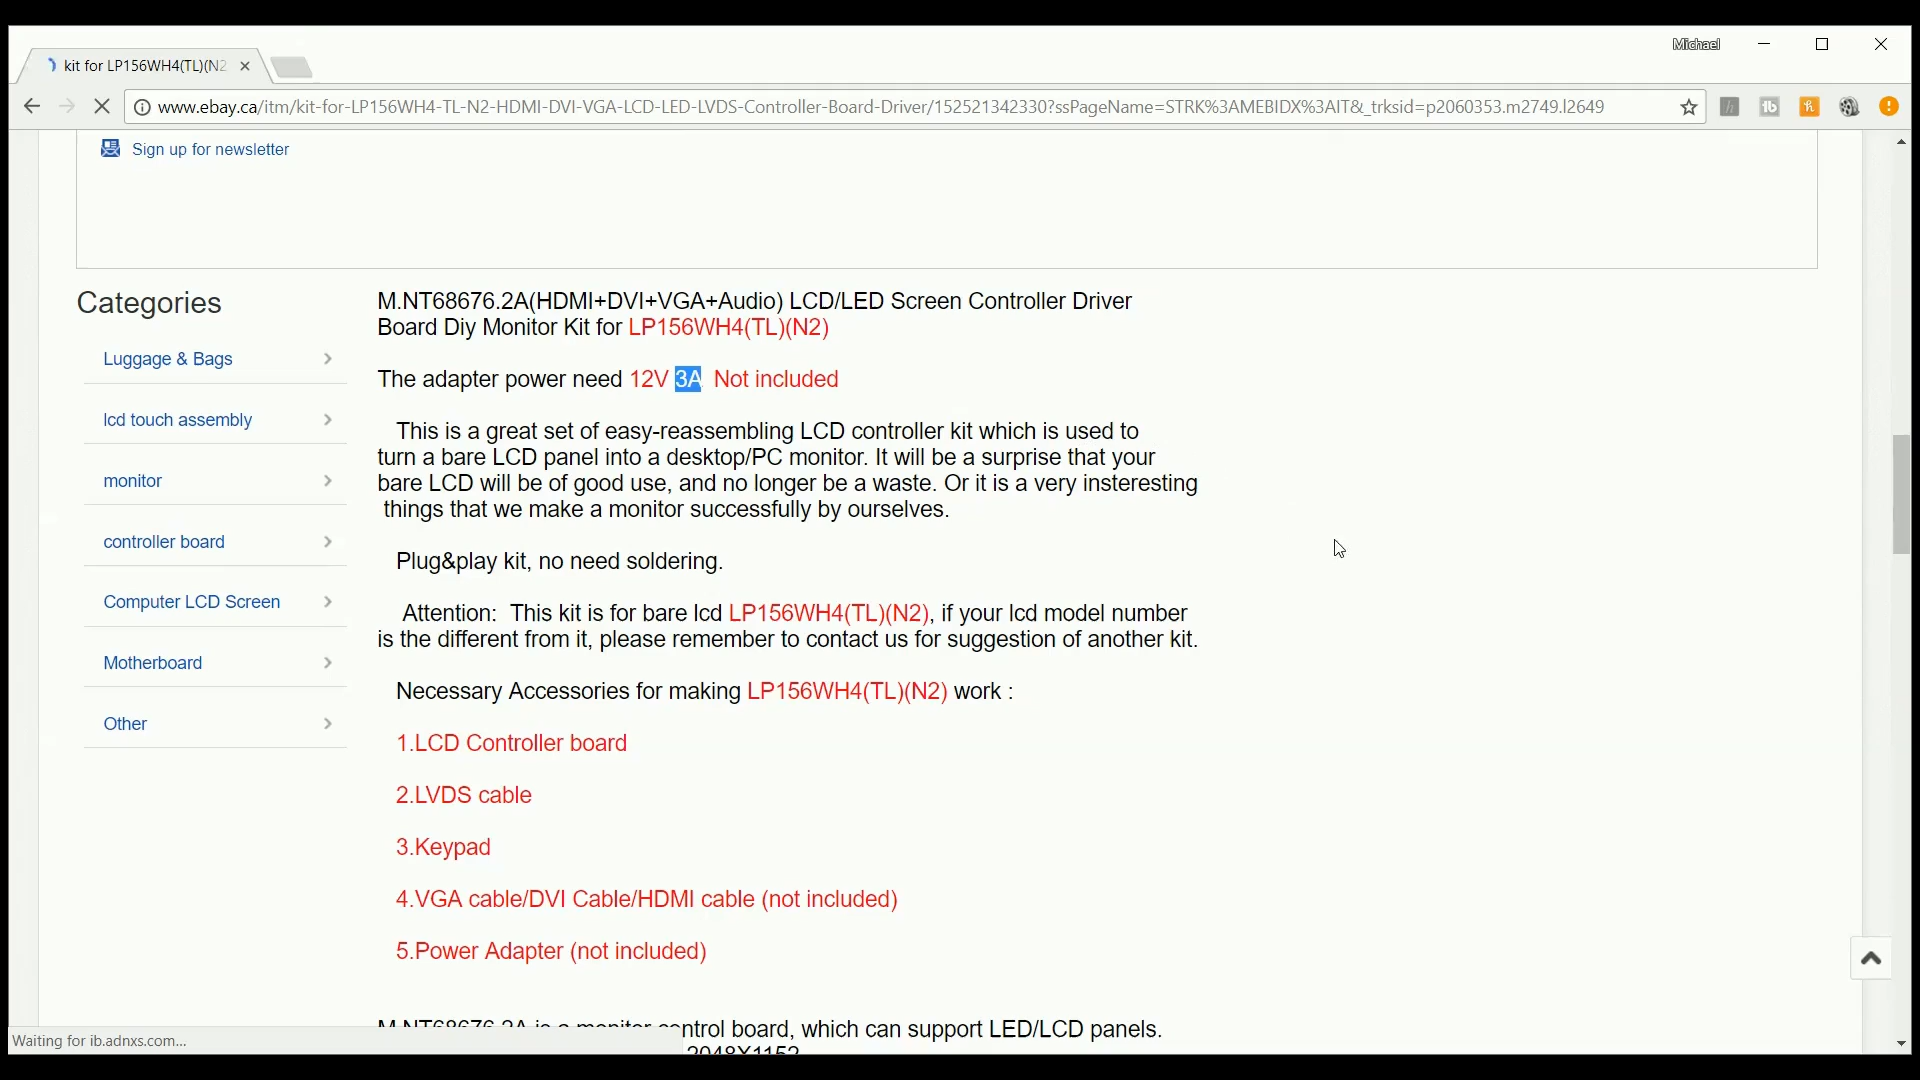 Michael
kit for LP156WH4(TL)(N2
www.ebay.ca/itm/kit-for-LP156WH4-TL-N2-HDMI-DVI-VGA-LCD-LED-LVDS-Controller-Board-Driver/152521342330?ssPageName=STRK%3AMEBIDX%3AIT&_trksid=p2060353.m2749.l2649
Sign up for newsletter
Categories
Luggage & Bags
lcd touch assembly
monitor
controller board
Computer LCD Screen
Motherboard
Other
M.NT68676.2A(HDMI+DVI+VGA+Audio) LCD/LED Screen Controller Driver
Board Diy Monitor Kit for LP156WH4(TL)(N2)
The adapter power need 12V 3A Not included
This is a great set of easy-reassembling LCD controller kit which is used to
turn a bare LCD panel into a desktop/PC monitor. It will be a surprise that your
bare LCD will be of good use, and no longer be a waste. Or it is a very insteresting
things that we make a monitor successfully by ourselves.
Plug&play kit, no need soldering.
Attention: This kit is for bare lcd LP156WH4(TL)(N2), if your lcd model number
is the different from it, please remember to contact us for suggestion of another kit.
Necessary Accessories for making LP156WH4(TL)(N2) work :
1.LCD Controller board
2.LVDS cable
3.Keypad
4.VGA cable/DVI Cable/HDMI cable (not included)
5.Power Adapter (not included)
M.NT68676.2A is a monitor control board, which can support LED/LCD panels.
2048X1152
Waiting for ib.adnxs.com...